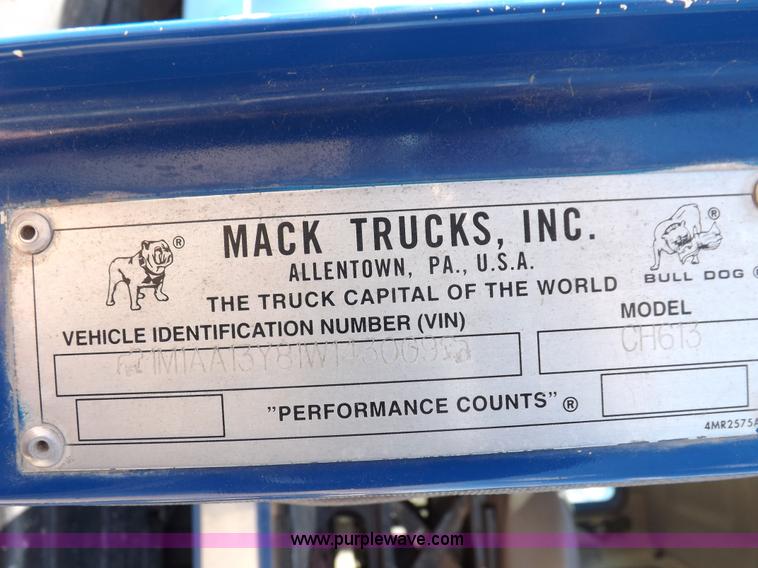 MACK TRUCKS, INC.
ALLENTOWN, PA., U.S.A.
THE TRUCK CAPITAL OF THE WORLD
BULL DOG ®
VEHICLE IDENTIFICATION NUMBER (VIN)
MODEL
1M1AA13Y81W143009
CH613
"PERFORMANCE COUNTS"®
4MR2575A
www.purplewave.com